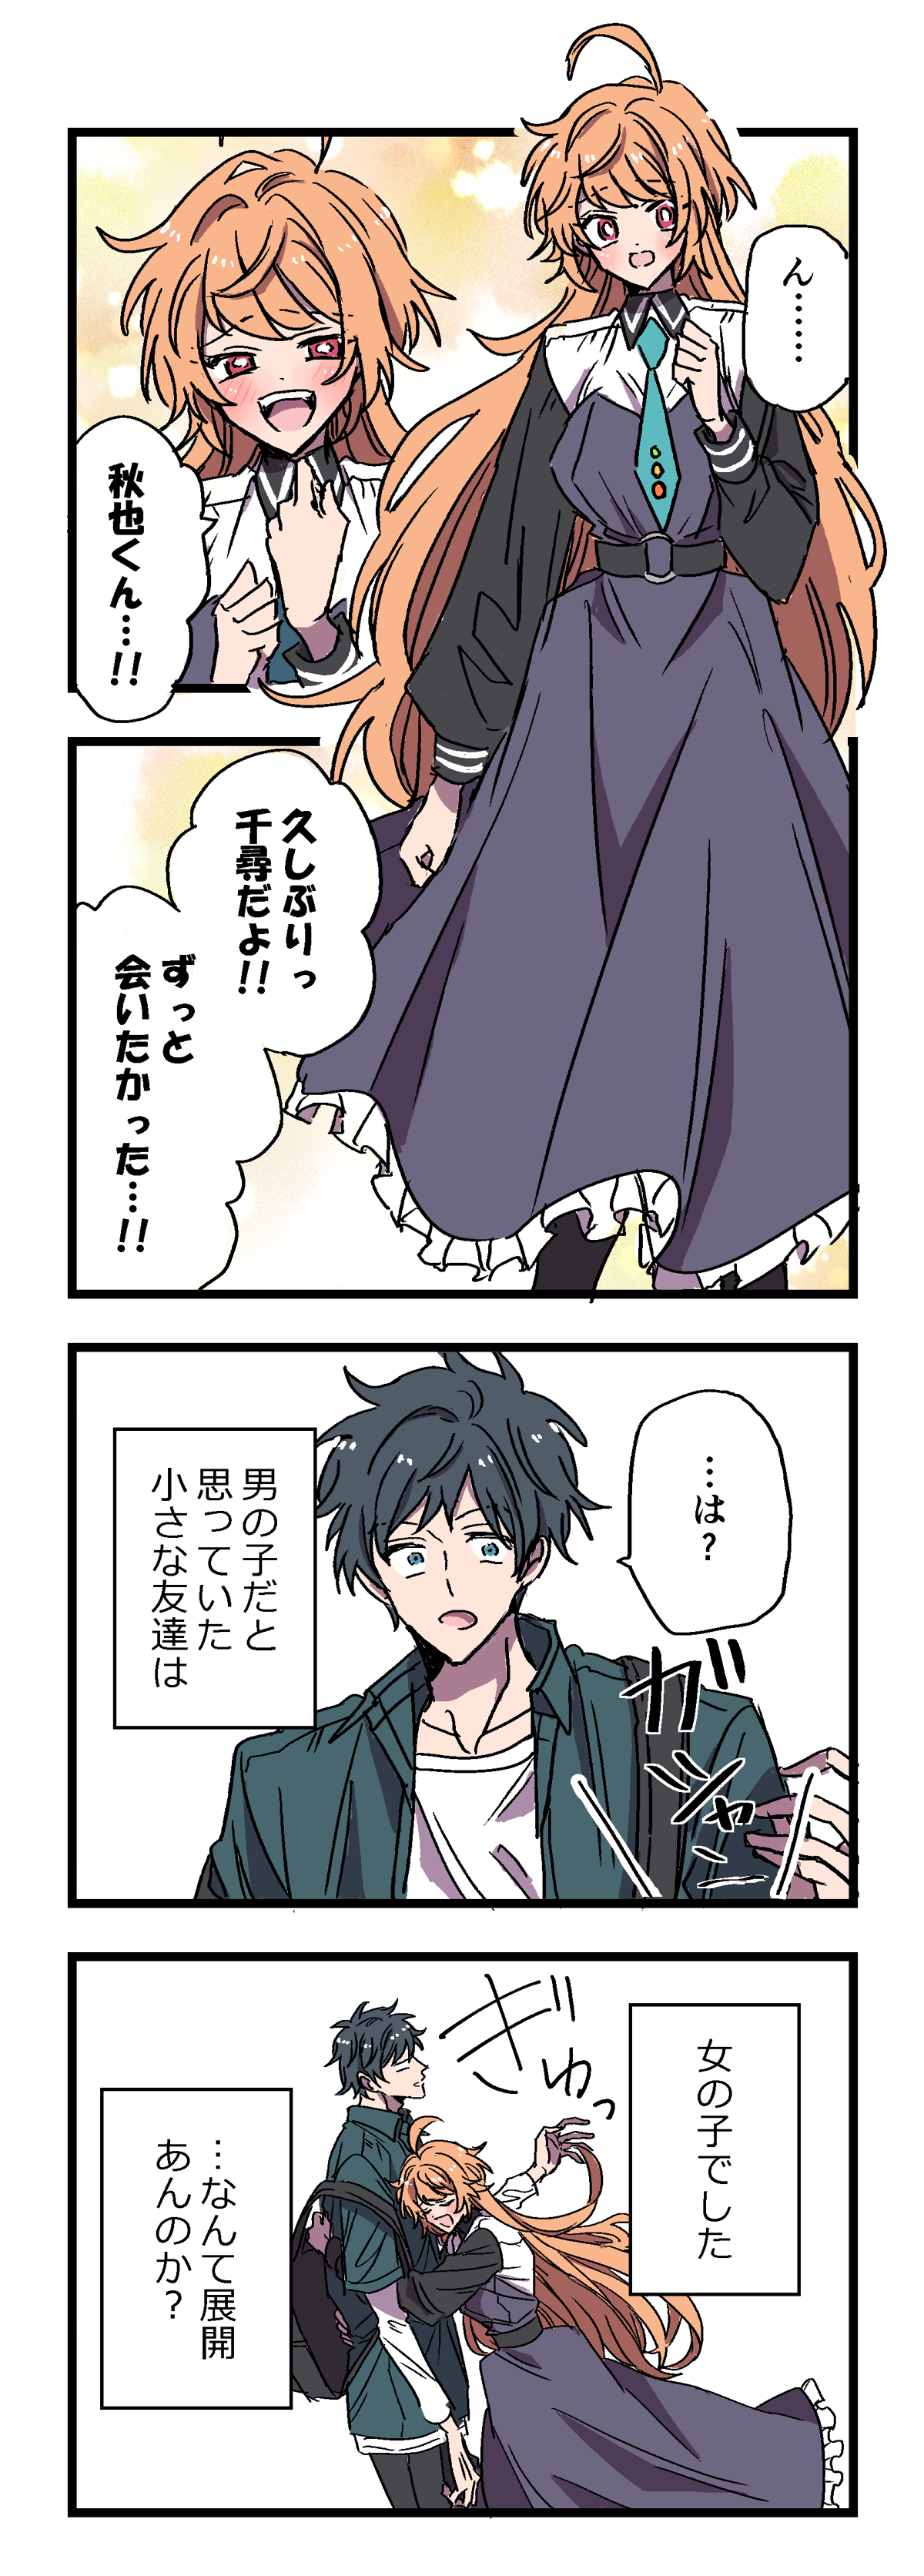 ん……
秋也くん…!!
久しぶりっ
千尋だよ!!
ずっと
会いたかった…!!
…は?
ガシャ
男の子だと
思っていた
小さな友達は
女の子でした
ぎゅっ
…なんて展開
あんのか?